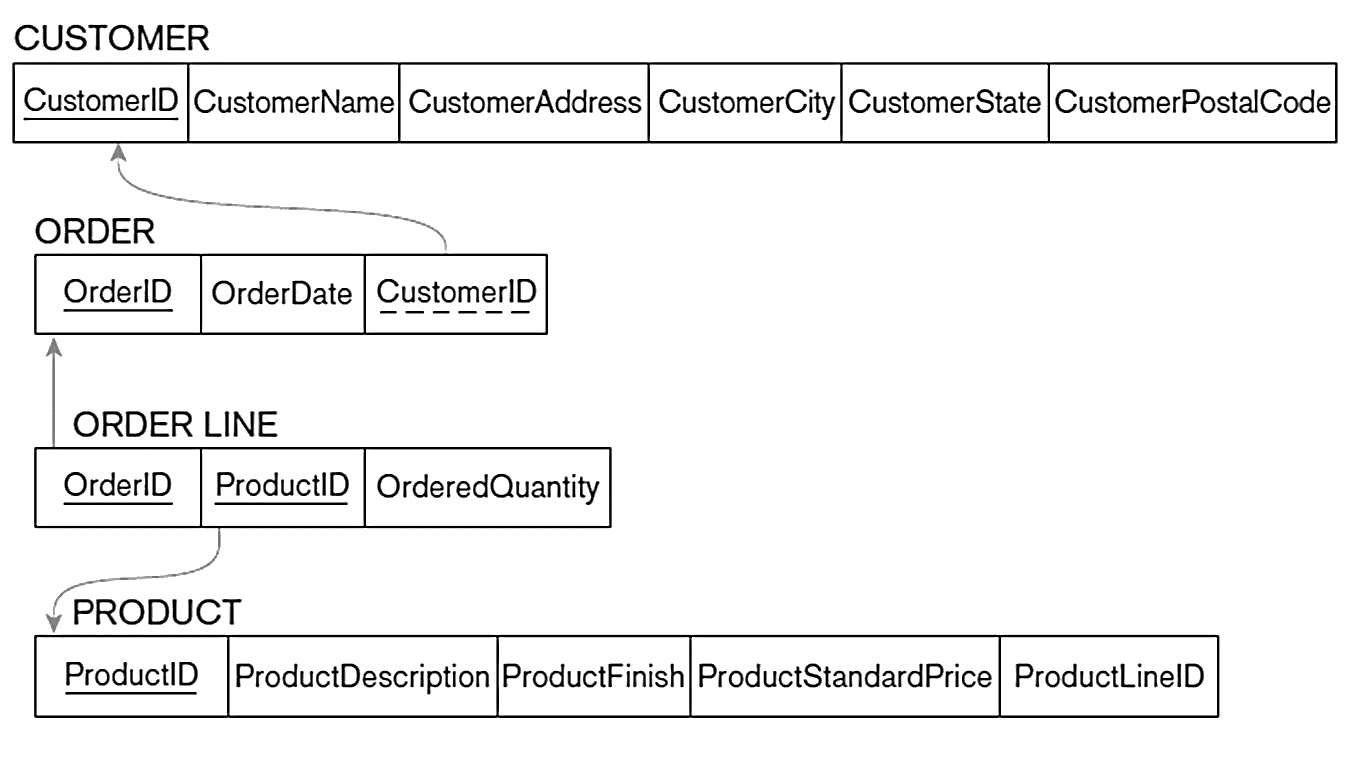 CUSTOMER
CustomerID CustomerName CustomerAddress CustomerCity CustomerState CustomerPostalCode
ORDER
OrderID OrderDate CustomerID
ORDER LINE
OrderID ProductID OrderedQuantity
PRODUCT
ProductID ProductDescription ProductFinish ProductStandardPrice ProductLineID